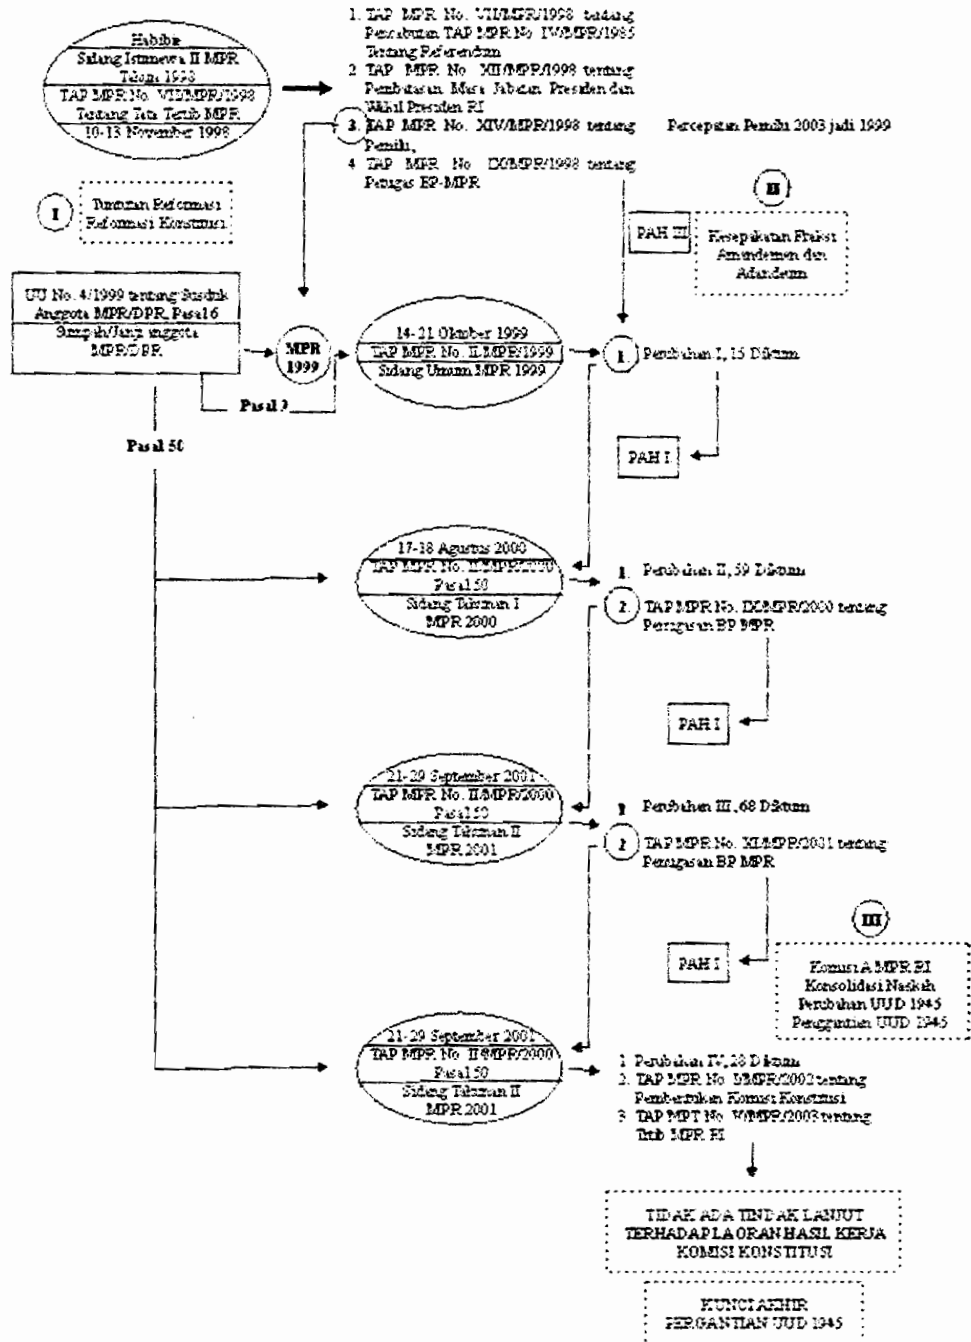 Habibie
Sidang Istimewa II MPR
Tahun 1998
TAP MPR No. VII/MPR/1998
Tentang Tata Tertib MPR
10-13 November 1998
1. TAP MPR No. VII/MPR/1998 tentang
Pencabutan TAP MPR No. IV/MPR/1985
Tentang Referendum
2 TAP MPR No. XII/MPR/1998 tentang
Pembatasan Masa Jabatan Presiden dan
Wakil Presiden RI
3. TAP MPR No. XIV/MPR/1998 tentang
Pemilu,
4 TAP MPR No. IX/MPR/1998 tentang
Petugas BP-MPR
Percepatan Pemilu 2003 jadi 1999
I
Tuntutan Reformasi
Reformasi Konstitusi
II
PAH III
Kesepakatan Fraksi
Amandemen dan
Adandeum
UU No. 4/1999 tentang Susduk
Anggota MPR/DPR, Pasal 6
Sumpah/Janji anggota
MPR/DPR
MPR
1999
14-21 Oktober 1999
TAP MPR No. II/MPR/1999
Sidang Umum MPR 1999
1. Perubahan I, 15 Diktum
Pasal 3
Pasal 50
PAH I
17-18 Agustus 2000
TAP MPR No. II/MPR/2000
Pasal 50
Sidang Tahunan I
MPR 2000
1. Perubahan II, 59 Diktum
2. TAP MPR No. IX/MPR/2000 tentang
Penugasan BP MPR
PAH I
21-29 September 2001
TAP MPR No. II/MPR/2000
Pasal 50
Sidang Tahunan II
MPR 2001
1 Perubahan III, 68 Diktum
2 TAP MPR No. XI/MPR/2001 tentang
Penugasan BP MPR
III
PAH I
Komisi A MPR RI
Konsolidasi Naskah
Perubahan UUD 1945
Penggantian UUD 1945
21-29 September 2001
TAP MPR No. II/MPR/2000
Pasal 50
Sidang Tahunan II
MPR 2001
1 Perubahan IV, 28 Diktum
2. TAP MPR No I/MPR/2002 tentang
Pembentukan Komisi Konstitusi
3 TAP MPT No V/MPR/2003 tentang
Tatib MPR RI
TIDAK ADA TINDAK LANJUT
TERHADAP LAORAN HASIL KERJA
KOMISI KONSTITUSI
KUNCI AKHIR
PERGANTIAN UUD 1945